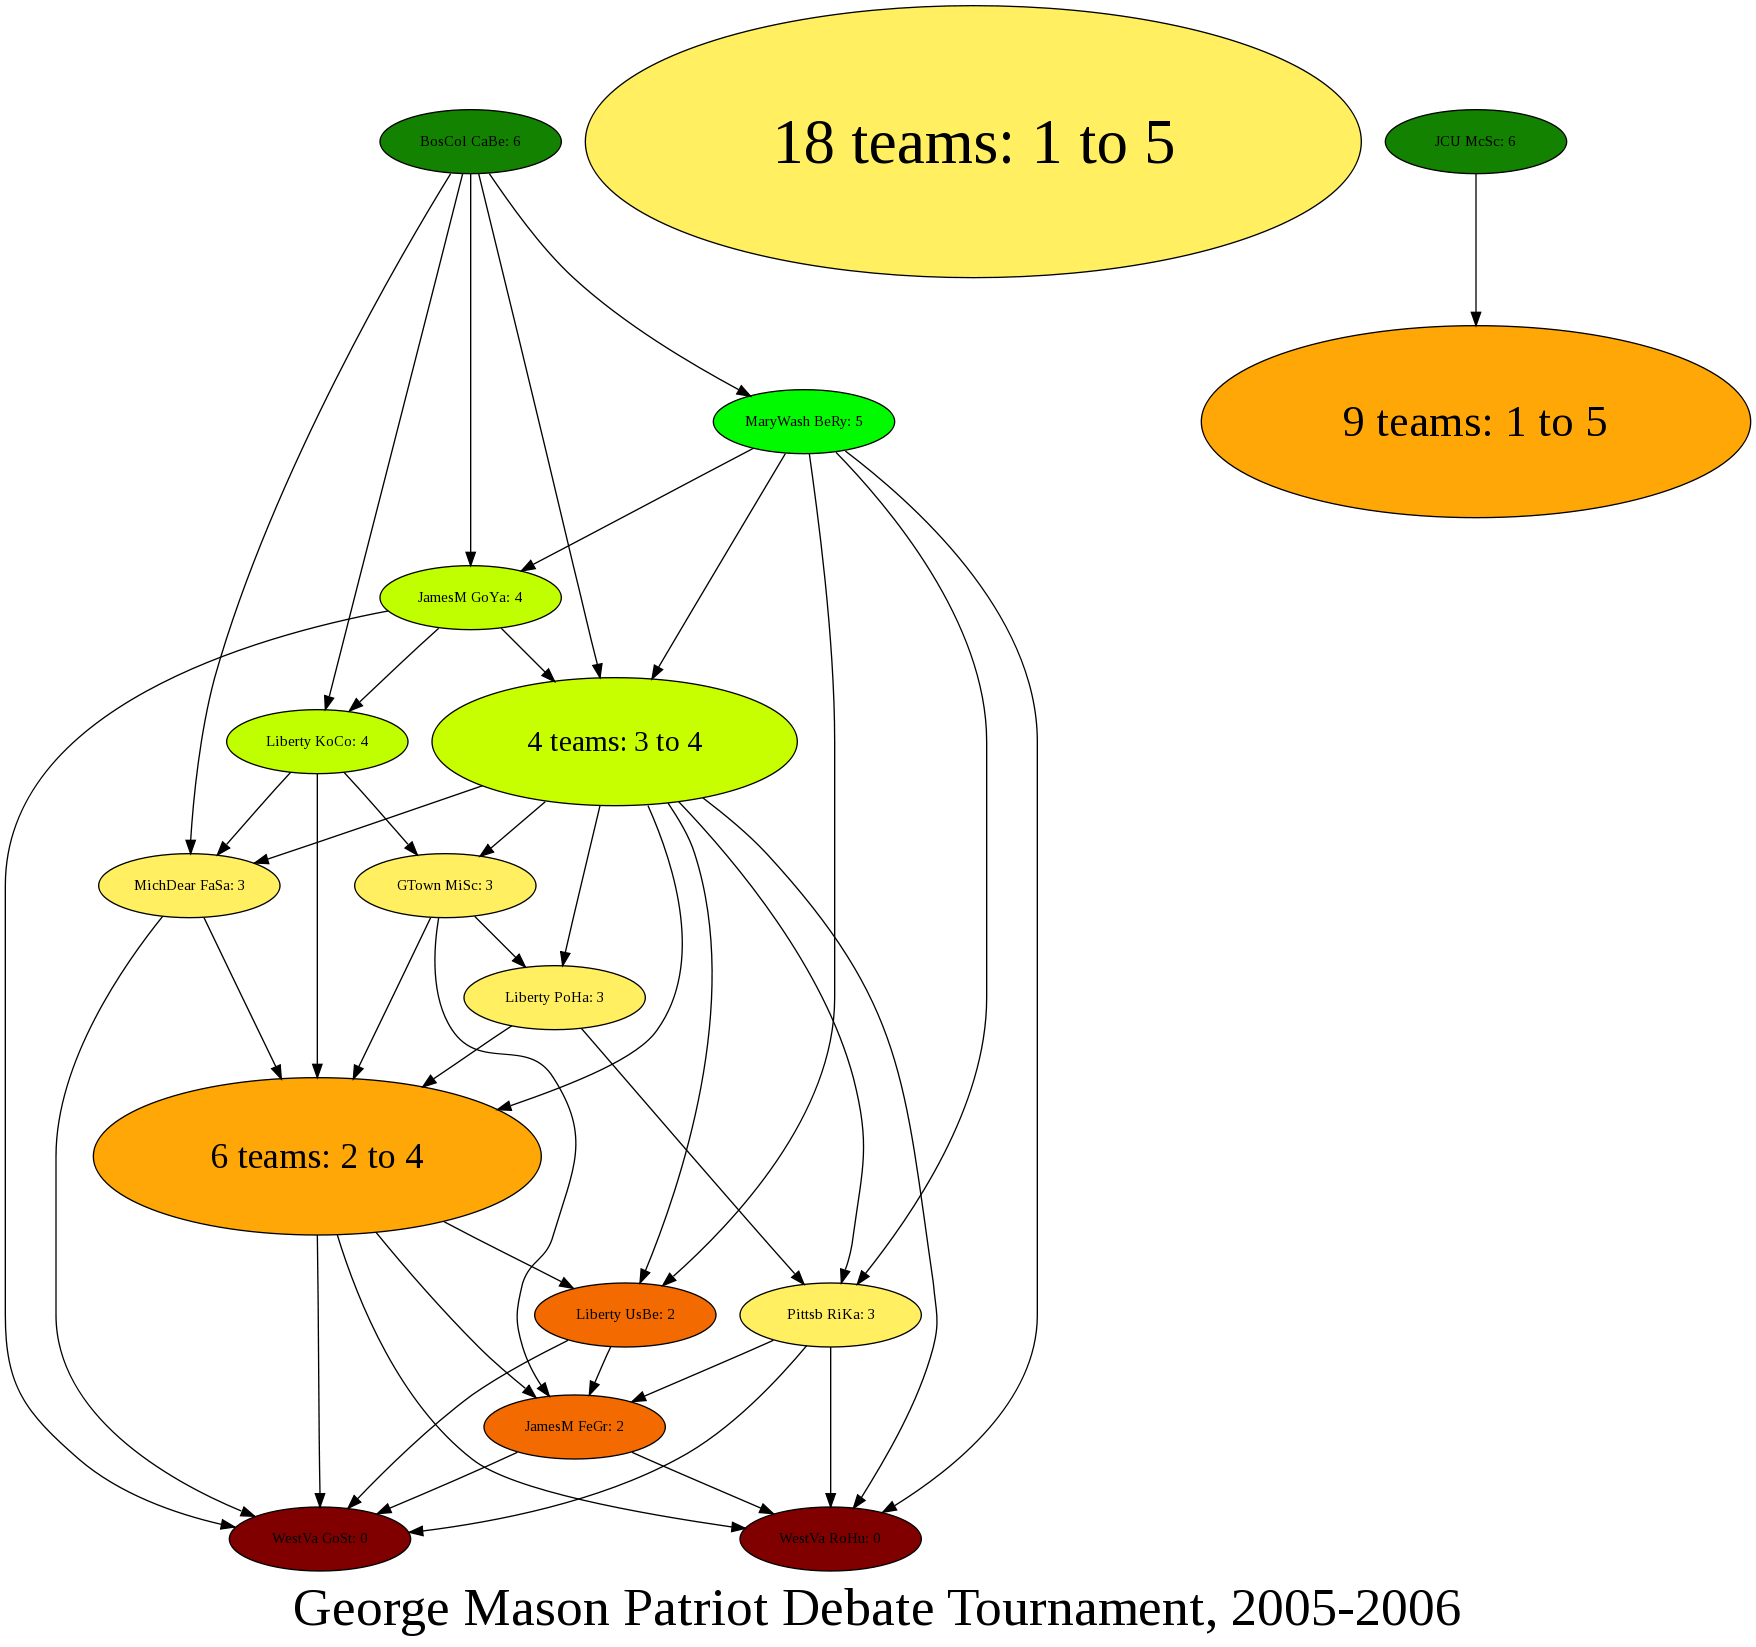 BosCol CaBe: 6
18 teams: 1 to 5
JCU McSc: 6
MaryWash BeRy: 5
9 teams: 1 to 5
JamesM GoYa: 4
Liberty KoCo: 4
4 teams: 3 to 4
MichDear FaSa: 3
GTown MiSc: 3
Liberty PoHa: 3
6 teams: 2 to 4
Liberty UsBe: 2
Pittsb RiKa: 3
JamesM FeGr: 2
WestVa GoSt: 0
WestVa RoHu: 0
George Mason Patriot Debate Tournament, 2005-2006